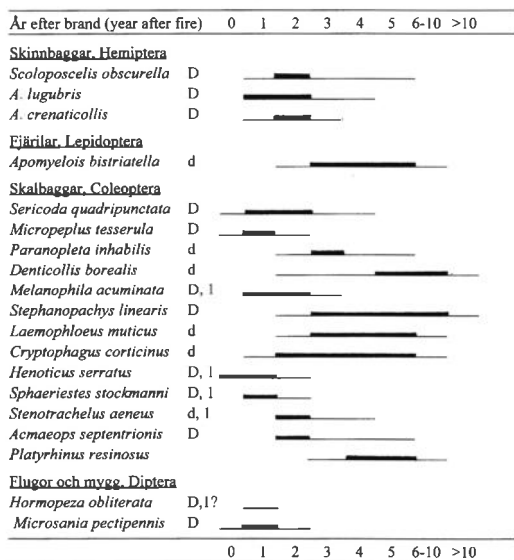 År efter brand (year after fire) 0 1 2 3 4 5 6-10 >10
Skinnbaggar, Hemiptera
Scoloposcelis obscurella D
A. lugubris D
A. crenaticollis D
Fjärilar, Lepidoptera
Apomyelois bistriatella d
Skalbaggar, Coleoptera
Sericoda quadripunctata D
Micropeplus tesserula D
Paranopleta inhabilis d
Denticollis borealis d
Melanophila acuminata D, 1
Stephanopachys linearis D
Laemophloeus muticus d
Cryptophagus corticinus d
Henoticus serratus D, 1
Sphaeriestes stockmanni D, 1
Stenotrachelus aeneus d, 1
Acmaeops septentrionis D
Platyrhinus resinosus
Flugor och mygg, Diptera
Hormopeza obliterata D,1?
Microsania pectipennis D
0 1 2 3 4 5 6-10 >10